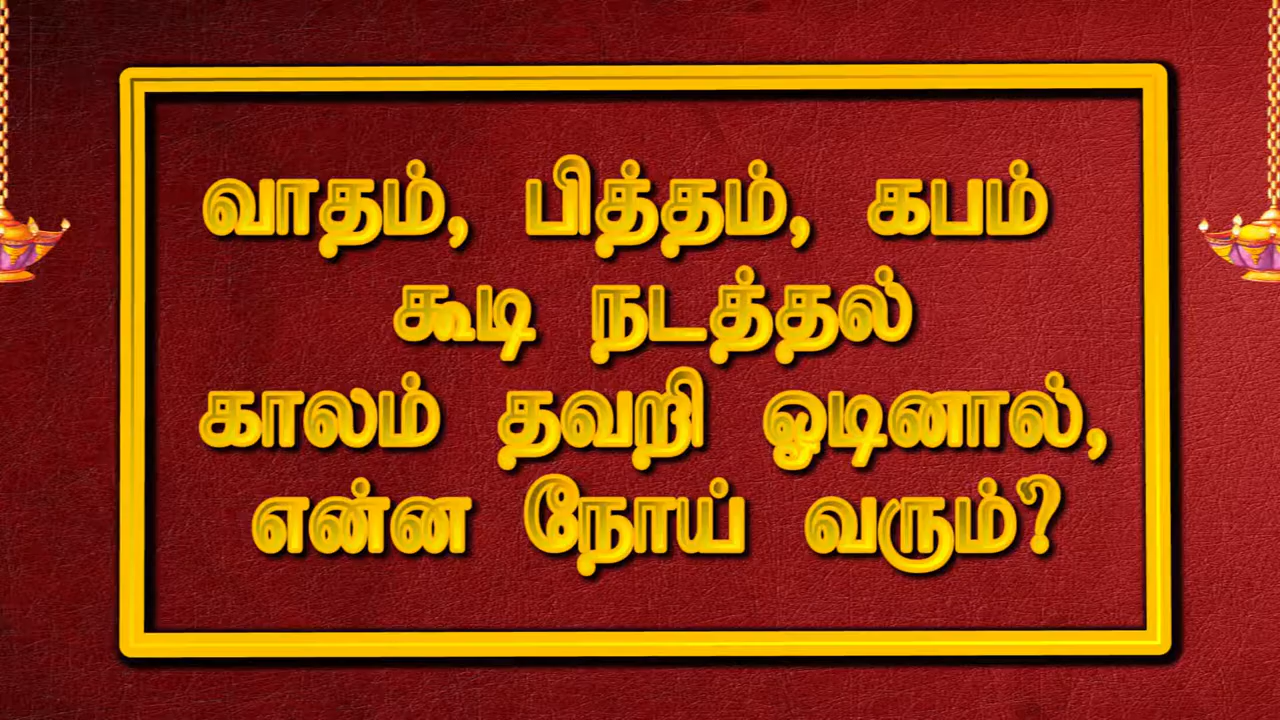 வாதம், பித்தம், கபம்
கூடி நடத்தல்
காலம் தவறி ஓடினால்,
என்ன நோய் வரும்?